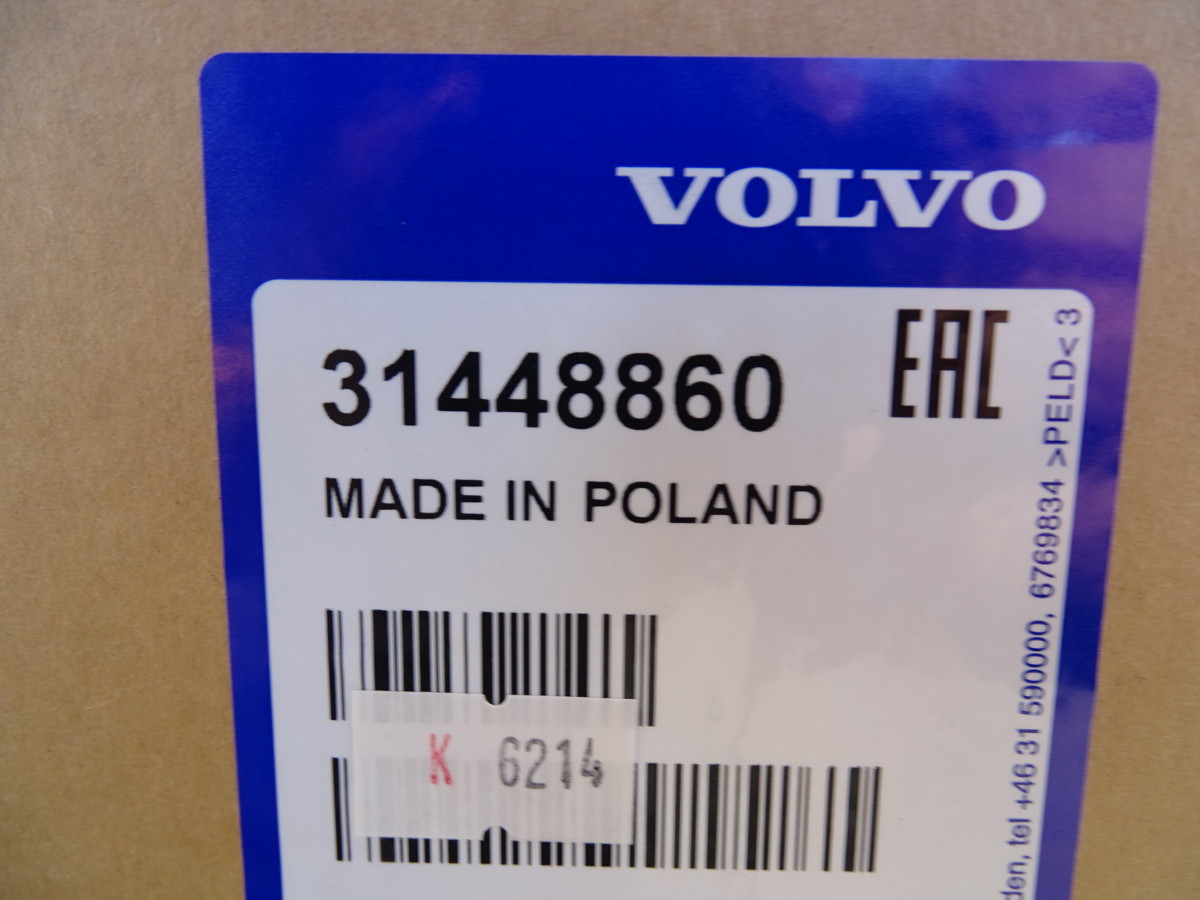 VOLVO
31448860
EAC
MADE IN POLAND
K 6214
den, tel +46 31 590000, 6769834 >PELD< 3